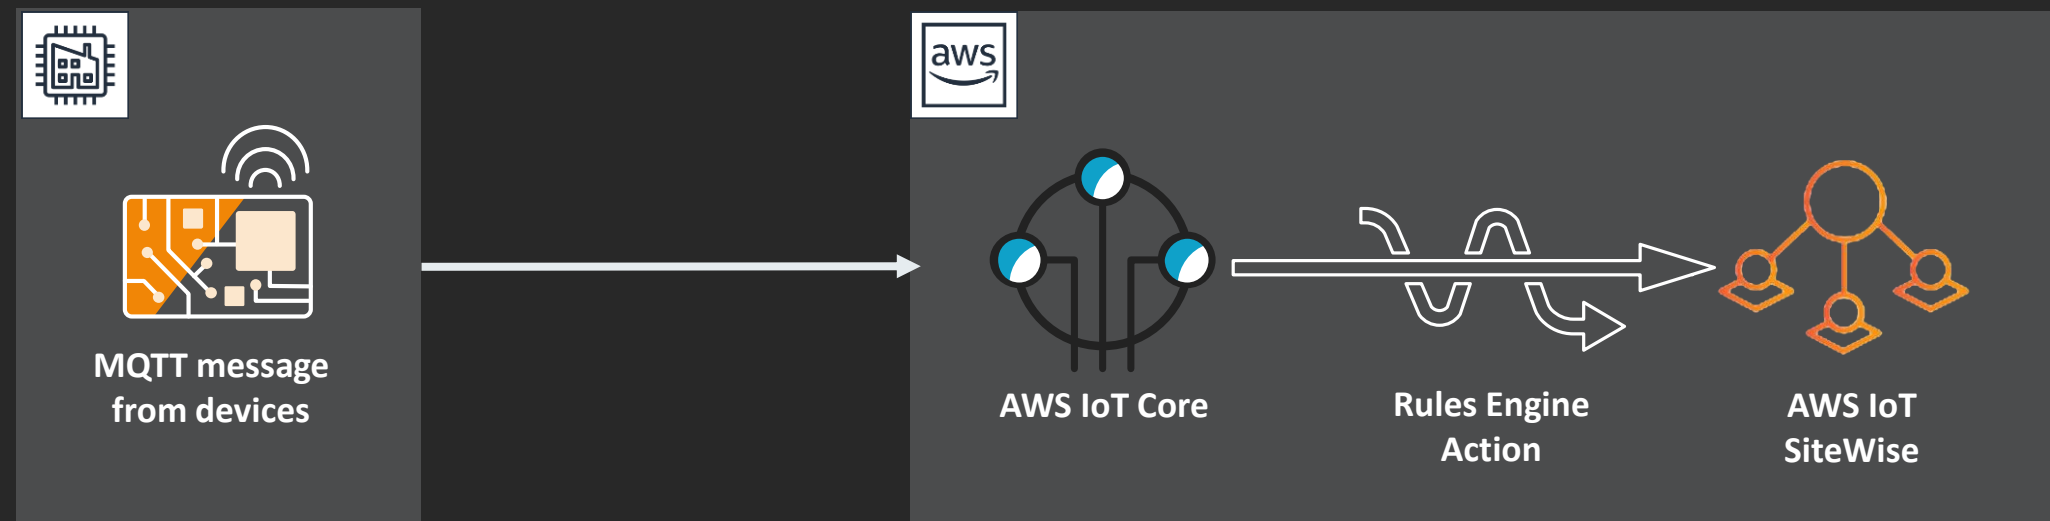 aws
MQTT message
from devices
AWS IoT Core
Rules Engine
Action
AWS IoT
SiteWise